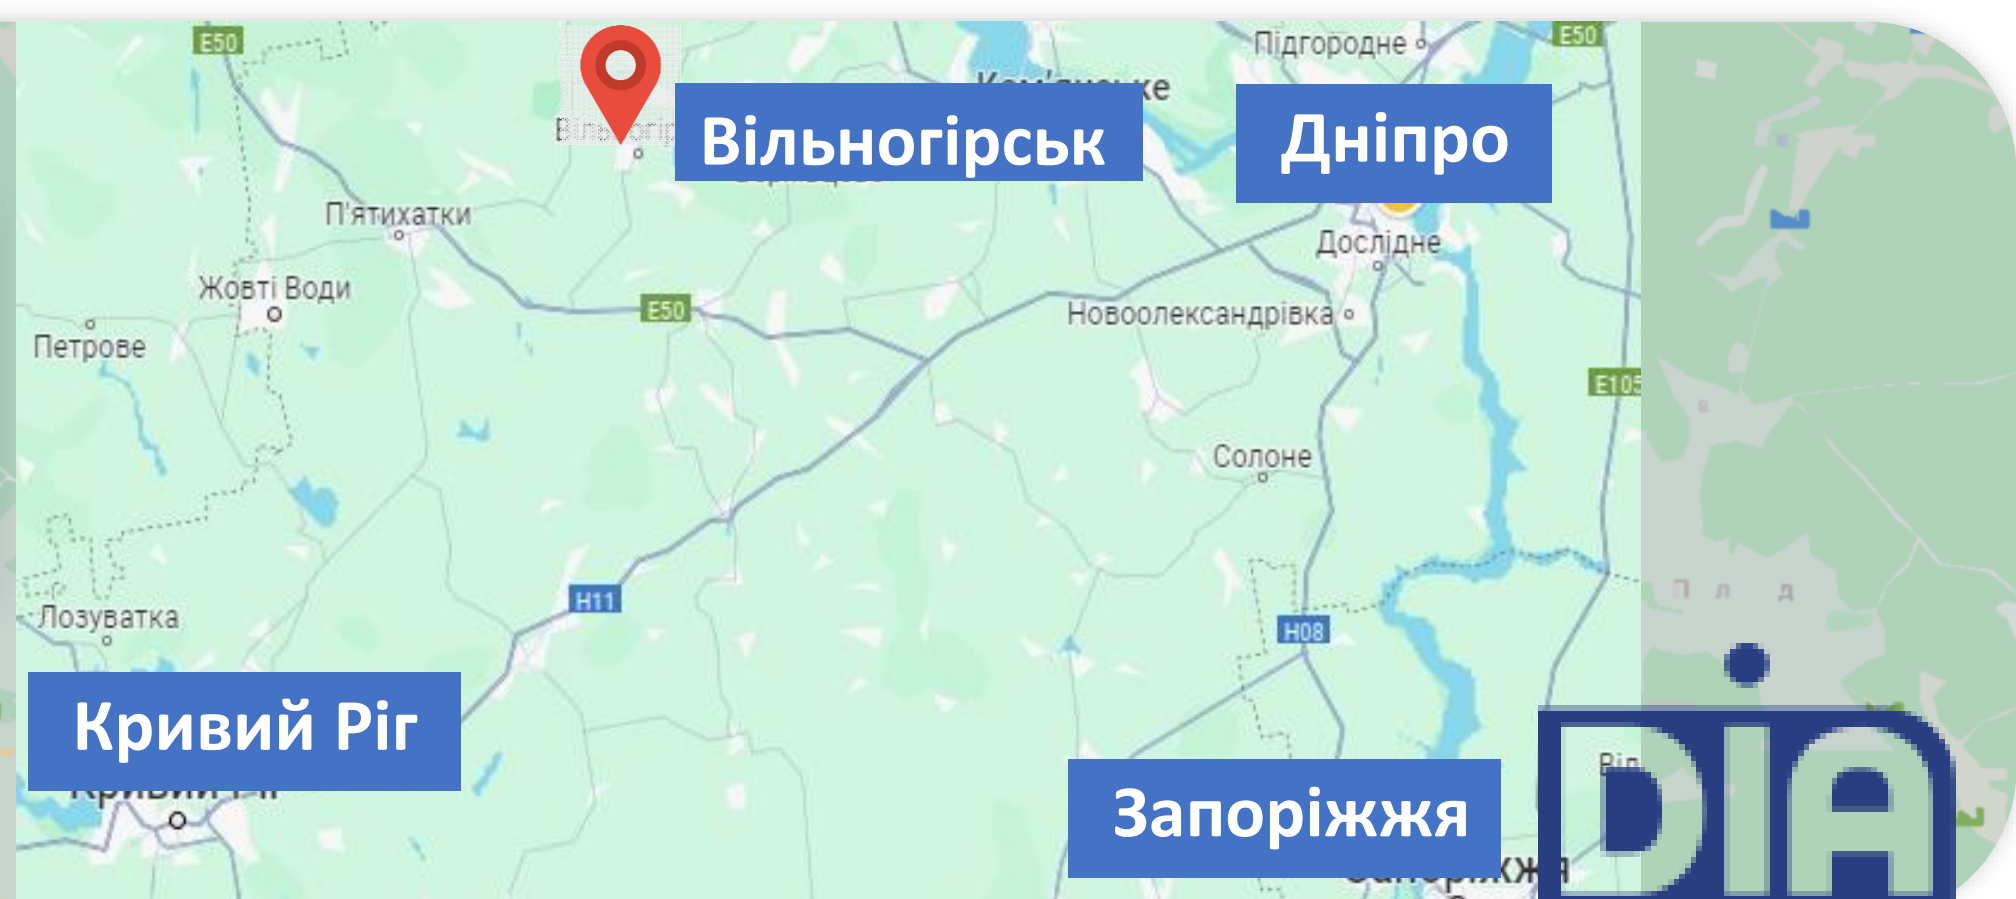 E50
Підгородне
E50
Вільногірськ
Дніпро
П'ятихатки
Дослідне
Жовті Води
E50
Новоолександрівка
Петрове
E105
Солоне
H11
Лозуватка
H08
Кривий Ріг
Запоріжжя
DIA